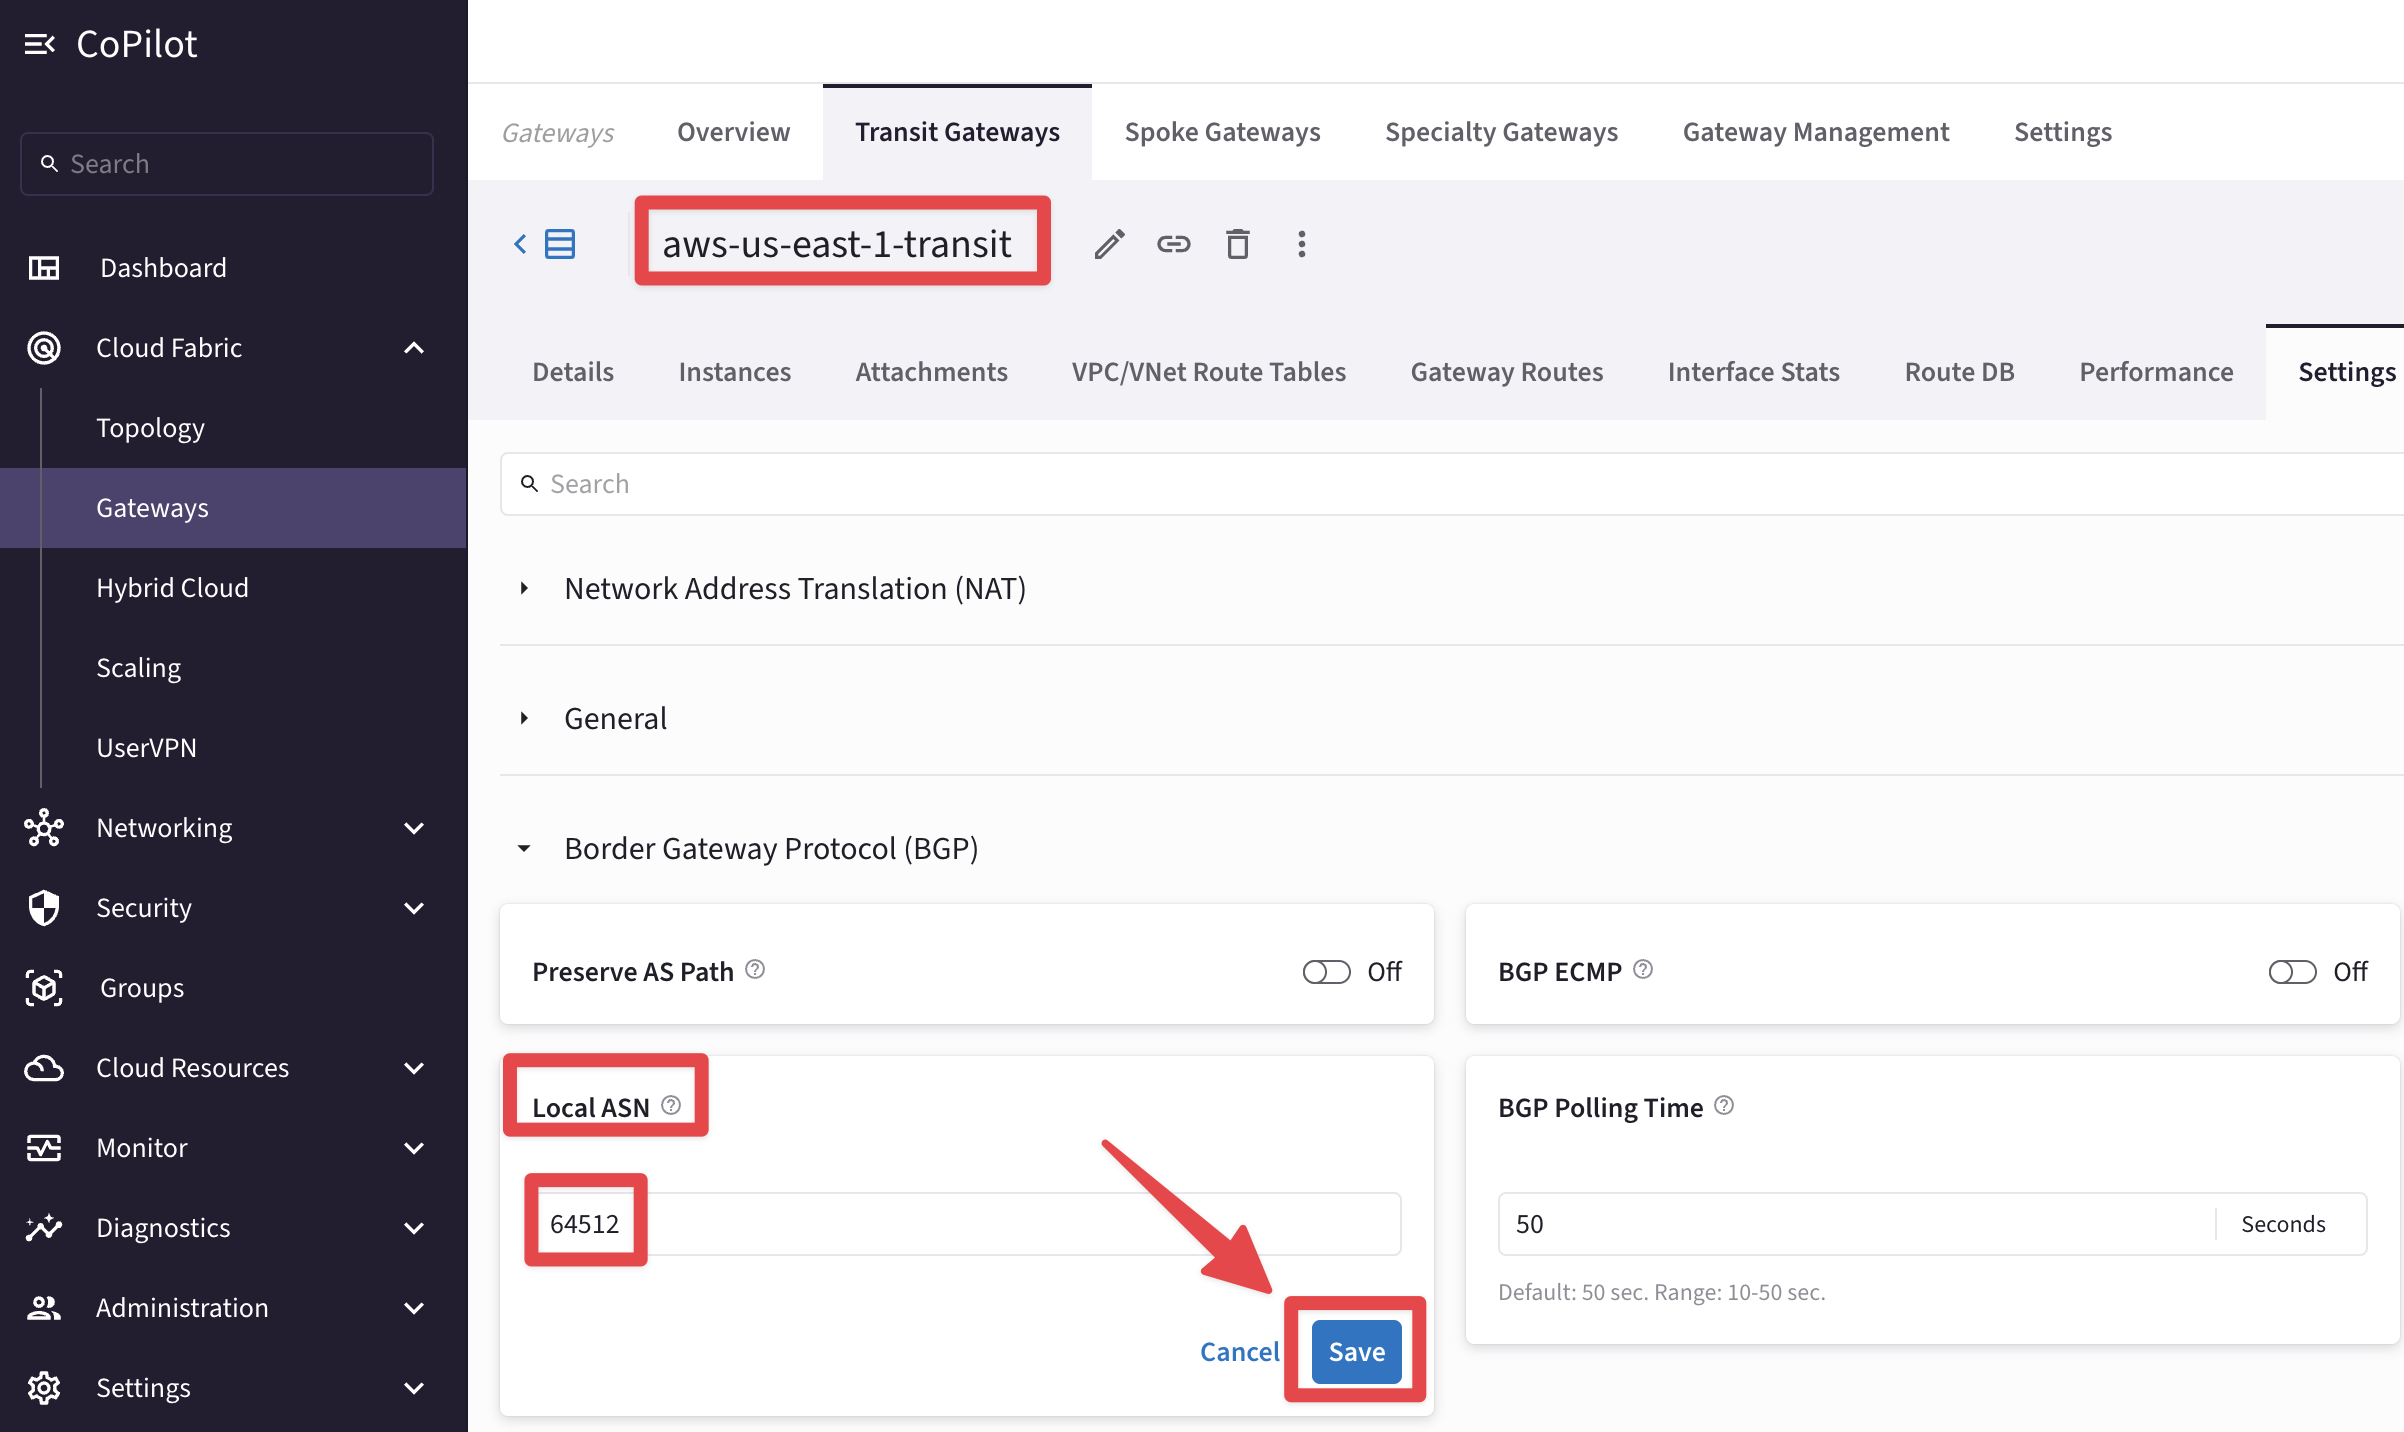 CoPilot
Search
Dashboard
Cloud Fabric
Topology
Gateways
Hybrid Cloud
Scaling
UserVPN
Networking
Security
Groups
Cloud Resources
Monitor
Diagnostics
Administration
Settings
Gateways Overview Transit Gateways Spoke Gateways Specialty Gateways Gateway Management Settings
aws-us-east-1-transit
Details Instances Attachments VPC/VNet Route Tables Gateway Routes Interface Stats Route DB Performance Settings
Search
Network Address Translation (NAT)
General
Border Gateway Protocol (BGP)
Preserve AS Path Off
BGP ECMP Off
Local ASN
64512
Cancel Save
BGP Polling Time
50 Seconds
Default: 50 sec. Range: 10-50 sec.